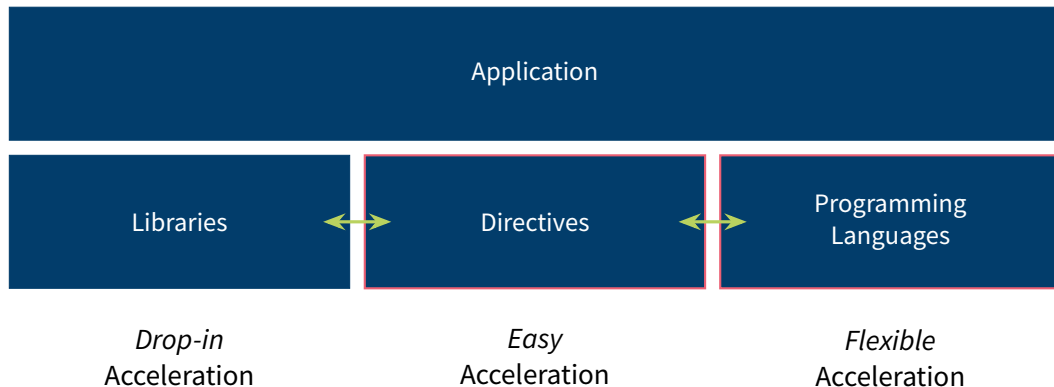 Application
Libraries
Directives
Programming
Languages
Drop-in
Acceleration
Easy
Acceleration
Flexible
Acceleration